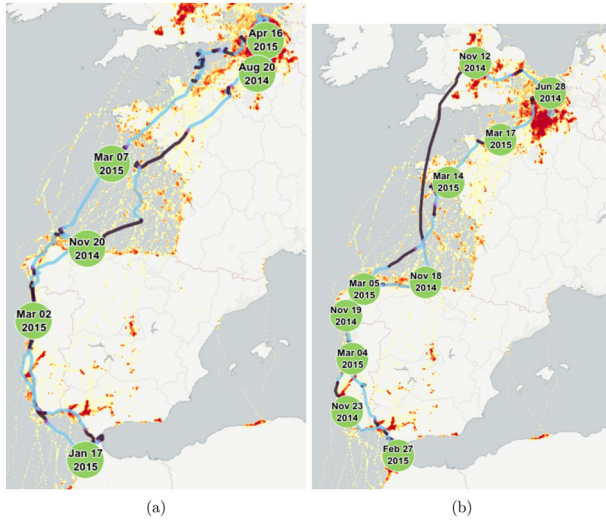 Apr 16
2015
Aug 20
2014
Mar 07
2015
Nov 20
2014
Mar 02
2015
Jan 17
2015
(a)
Nov 12
2014
Jun 28
2014
Mar 17
2015
Mar 14
2015
Nov 18
2014
Mar 05
2015
Nov 19
2014
Mar 04
2015
Nov 23
2014
Feb 27
2015
(b)